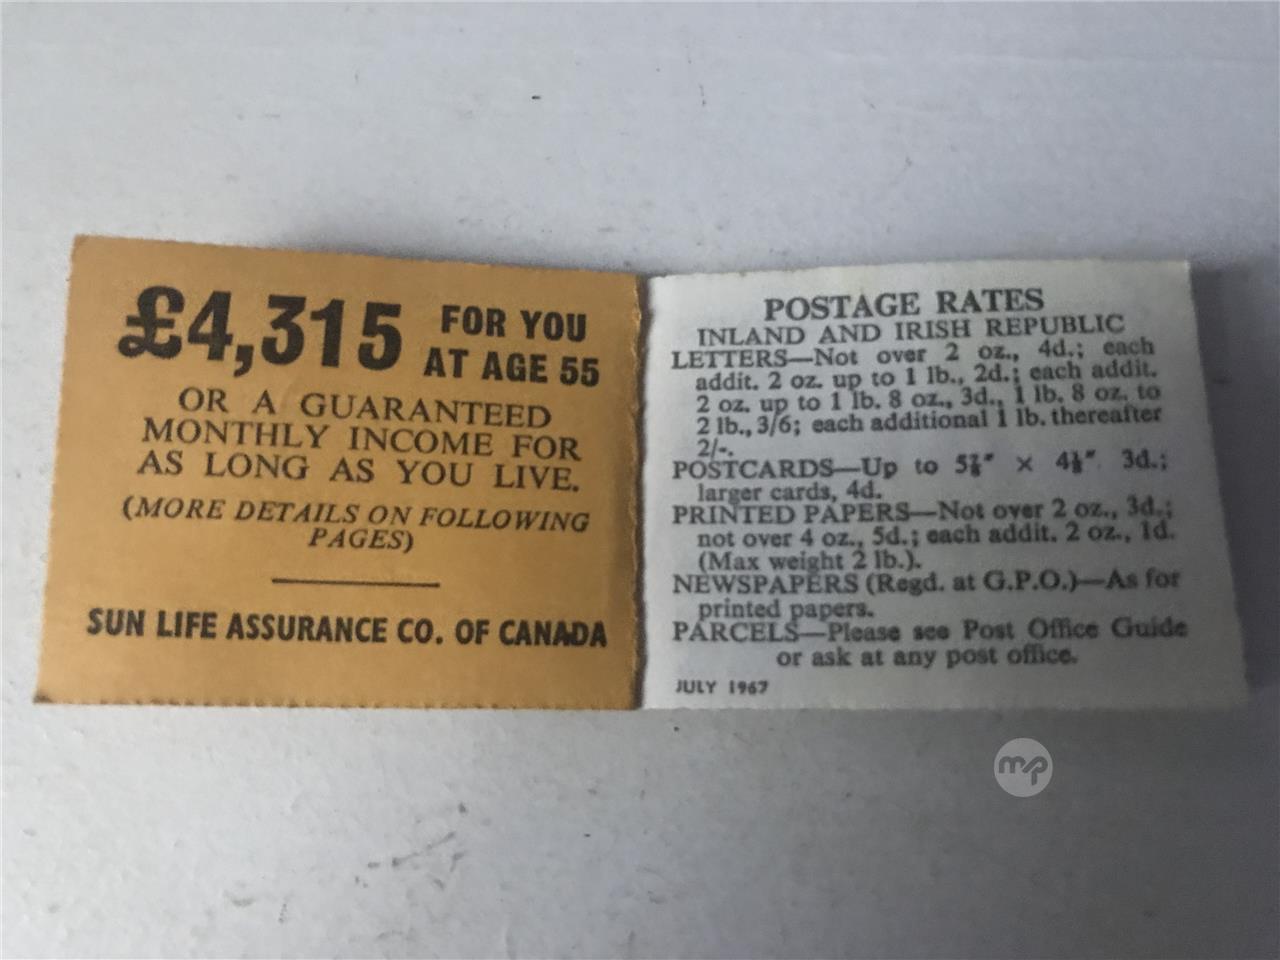 £4,315 FOR YOU
AT AGE 55
OR A GUARANTEED
MONTHLY INCOME FOR
AS LONG AS YOU LIVE.
(MORE DETAILS ON FOLLOWING
PAGES)
SUN LIFE ASSURANCE CO. OF CANADA
POSTAGE RATES
INLAND AND IRISH REPUBLIC
LETTERS—Not over 2 oz., 4d.; each
addit. 2 oz. up to 1 lb., 2d.; each addit.
2 oz. up to 1 lb. 8 oz., 3d., 1 lb. 8 oz. to
2 lb., 3/6; each additional 1 lb. thereafter
2/-.
POSTCARDS—Up to 5⅞" × 4⅛" 3d.;
larger cards, 4d.
PRINTED PAPERS—Not over 2 oz., 3d.;
not over 4 oz., 5d.; each addit. 2 oz., 1d.
(Max weight 2 lb.).
NEWSPAPERS (Regd. at G.P.O.)—As for
printed papers.
PARCELS—Please see Post Office Guide
or ask at any post office.
JULY 1967
mp